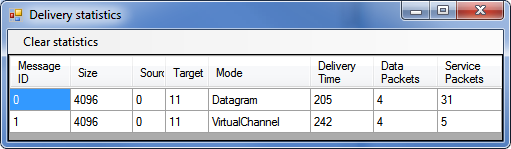 Delivery statistics
Clear statistics
Message ID Size Sourc Target Mode Delivery Time Data Packets Service Packets
0 4096 0 11 Datagram 205 4 31
1 4096 0 11 VirtualChannel 242 4 5